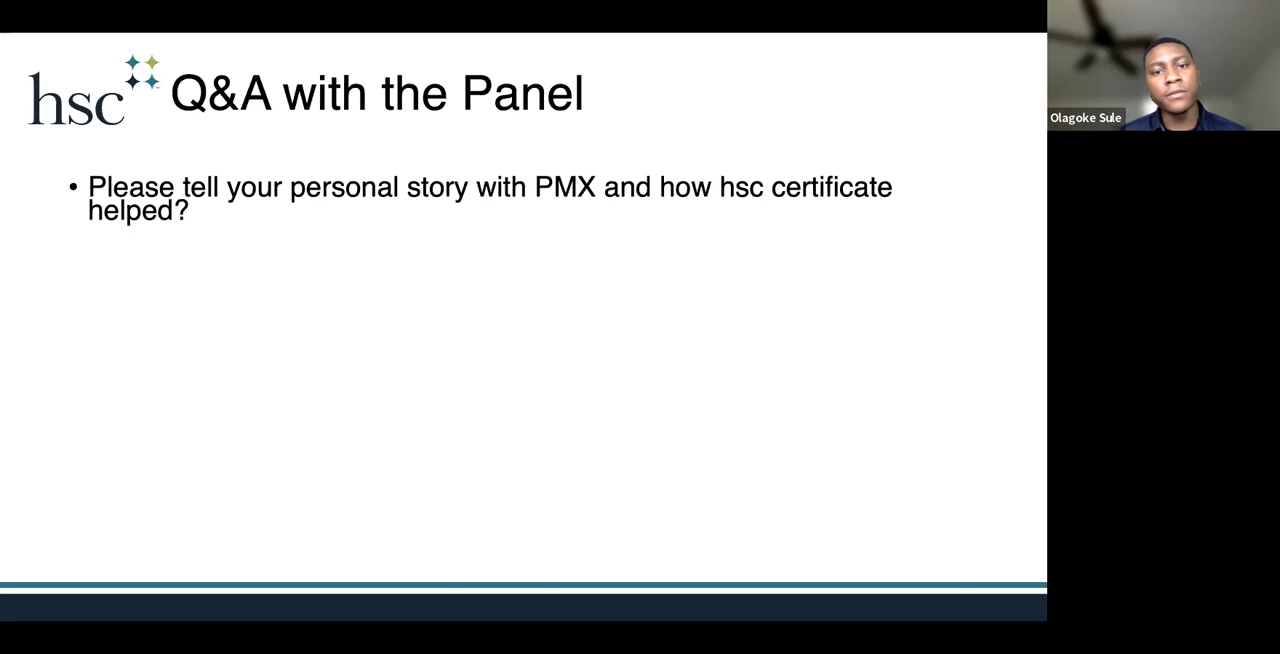 hsc
Q&A with the Panel
• Please tell your personal story with PMX and how hsc certificate
helped?
Olagoke Sule